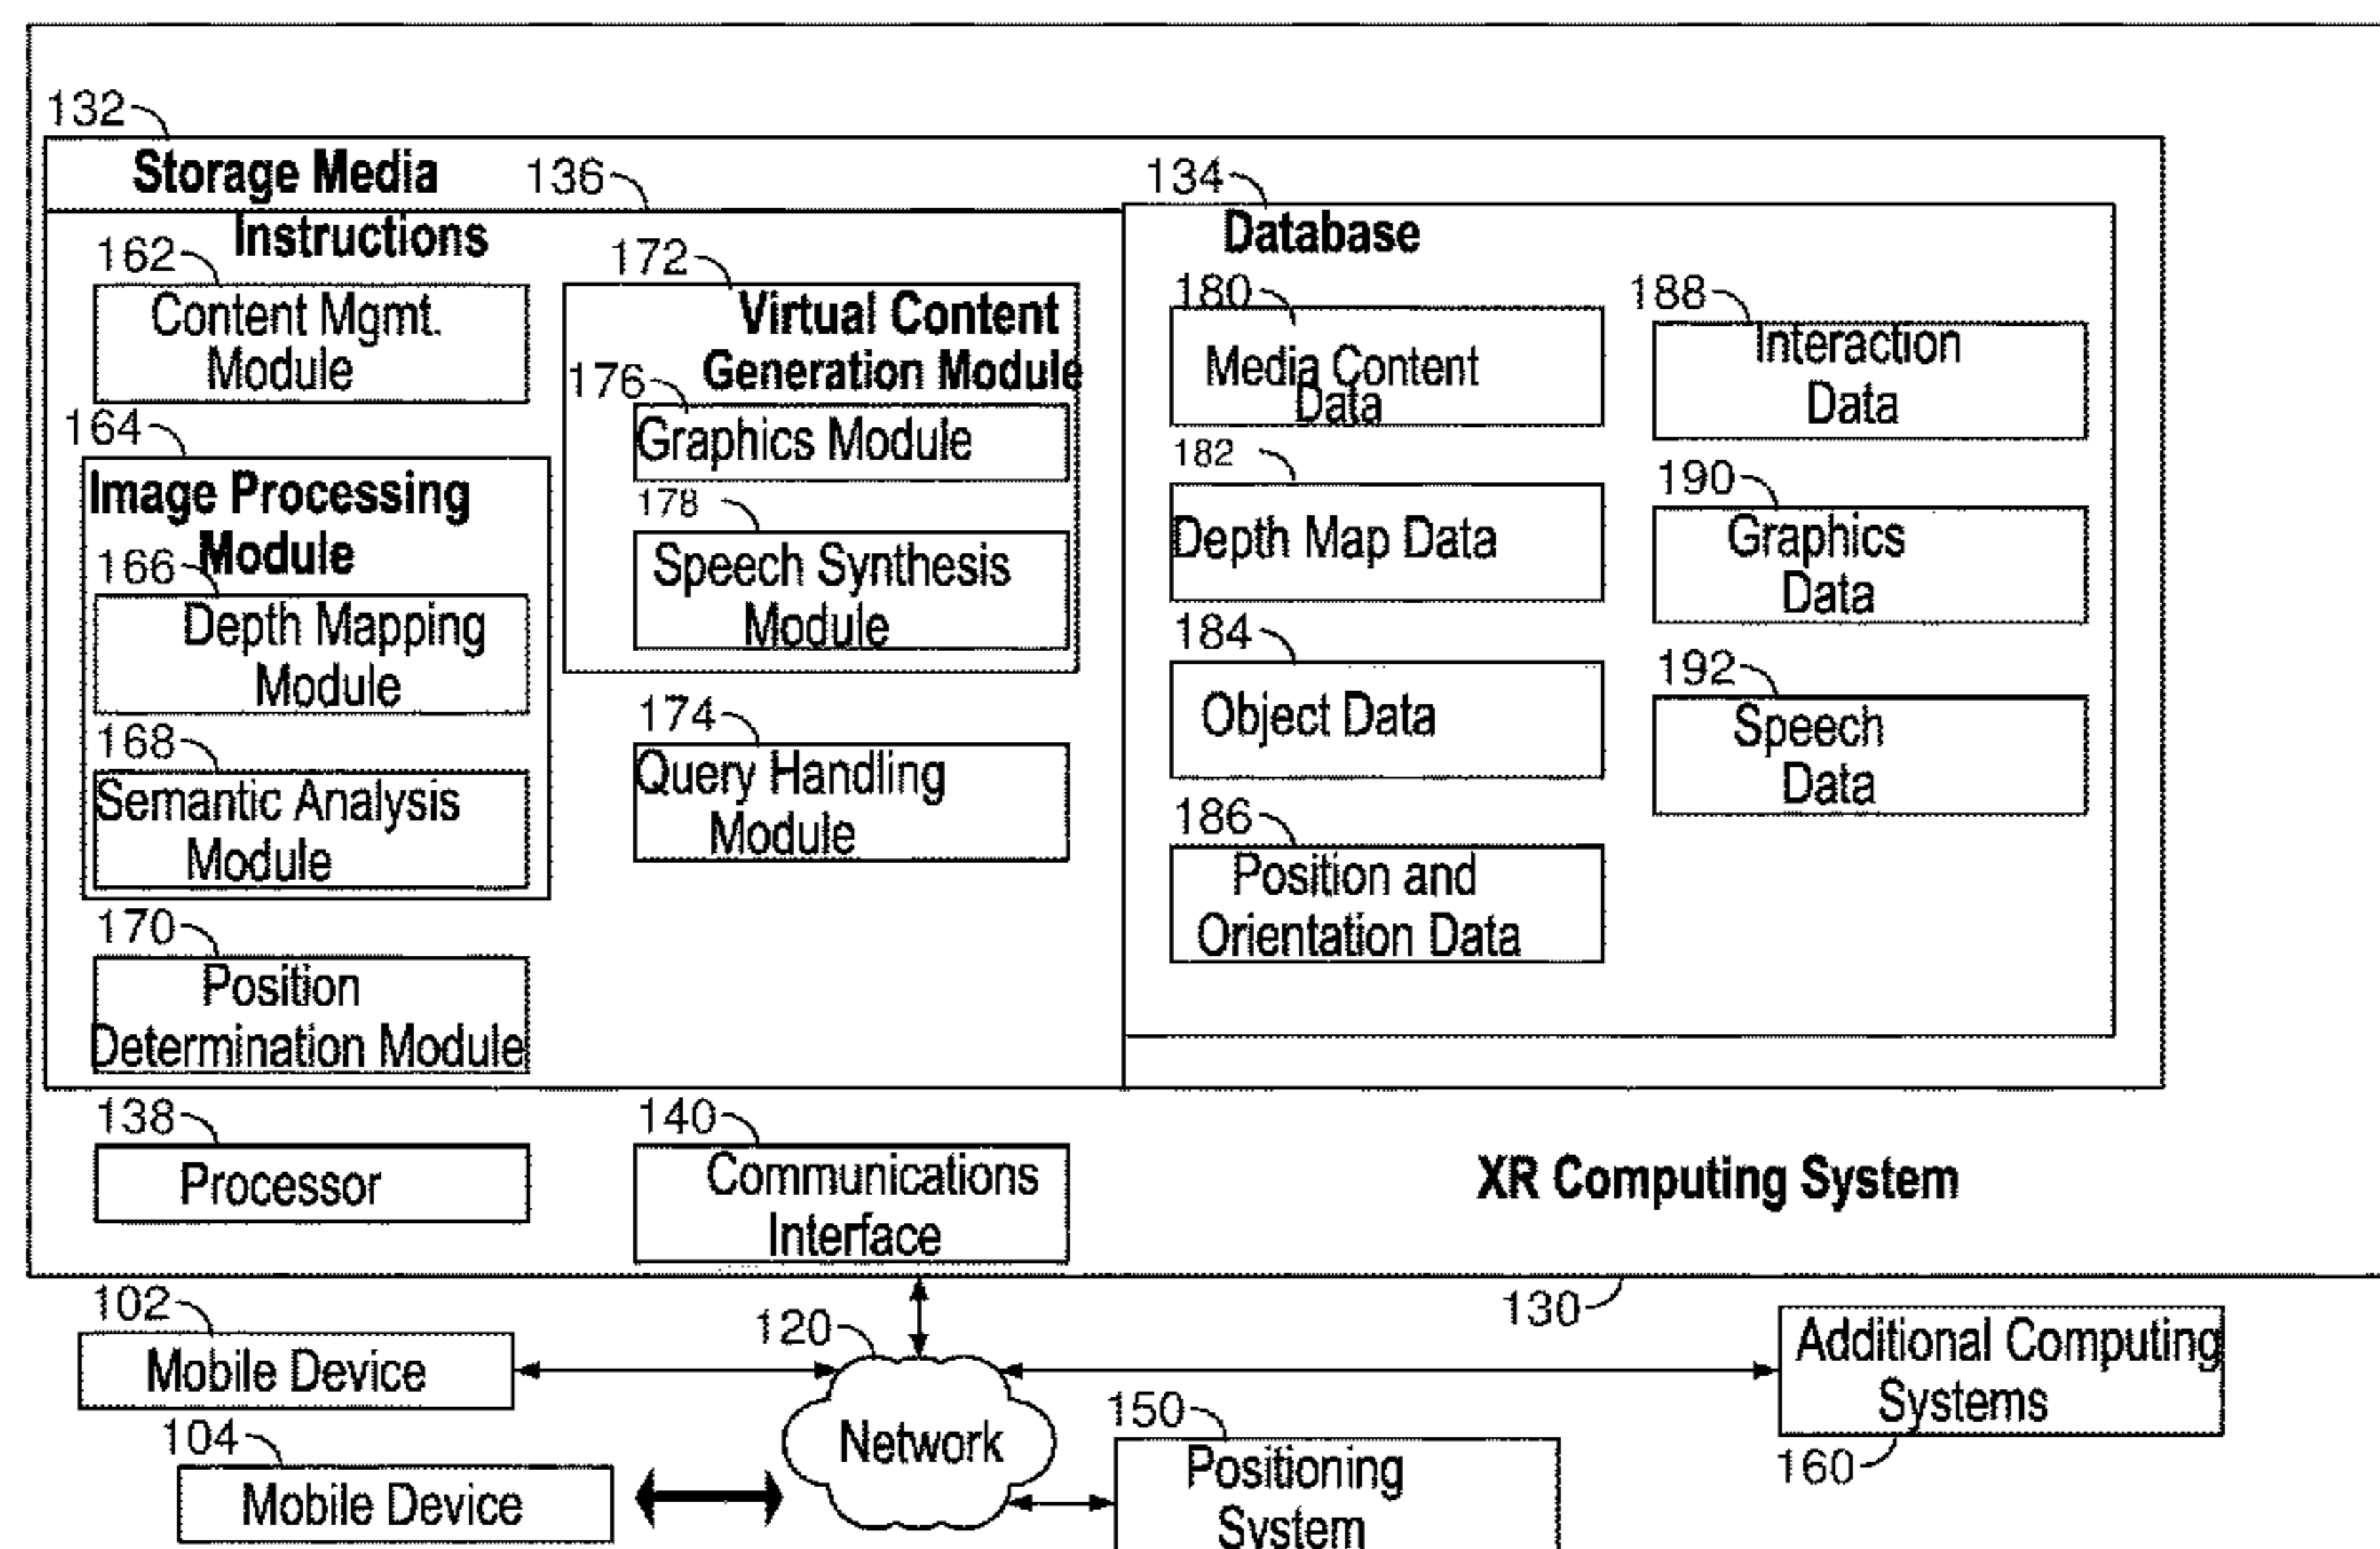 132
Storage Media
136
Instructions
162
Content Mgmt.
Module
164
Image Processing
Module
166
Depth Mapping
Module
168
Semantic Analysis
Module
170
Position
Determination Module
172
Virtual Content
Generation Module
176
Graphics Module
178
Speech Synthesis
Module
174
Query Handling
Module
134
Database
180
Media Content
Data
182
Depth Map Data
184
Object Data
186
Position and
Orientation Data
188
Interaction
Data
190
Graphics
Data
192
Speech
Data
138
Processor
140
Communications
Interface
XR Computing System
130
102
Mobile Device
104
Mobile Device
120
Network
150
Positioning
System
Additional Computing
Systems
160